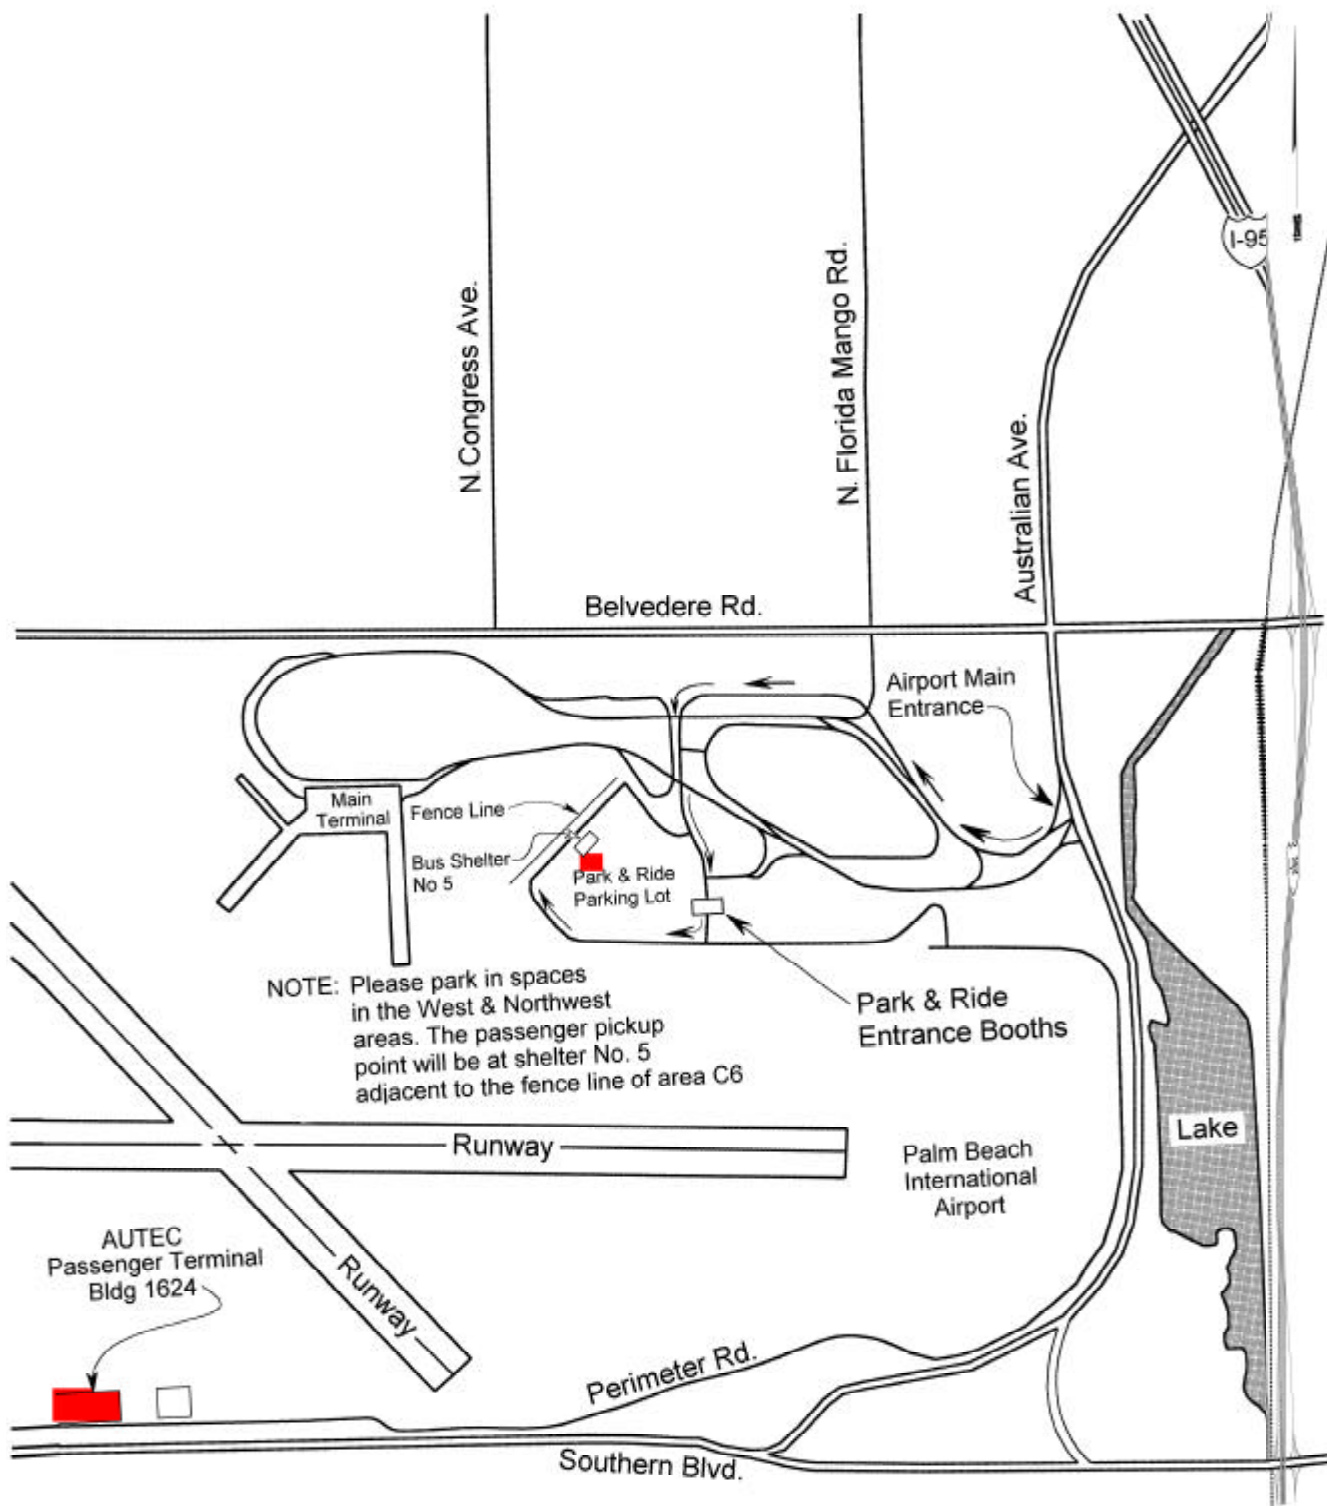 I-95
N. Congress Ave.
N. Florida Mango Rd.
Australian Ave.
Belvedere Rd.
Airport Main
Entrance
Main
Terminal
Fence Line
Bus Shelter
No 5
Park & Ride
Parking Lot
NOTE: Please park in spaces
in the West & Northwest
areas. The passenger pickup
point will be at shelter No. 5
adjacent to the fence line of area C6
Park & Ride
Entrance Booths
Lake
Runway
Palm Beach
International
Airport
AUTEC
Passenger Terminal
Bldg 1624
Runway
Perimeter Rd.
Southern Blvd.